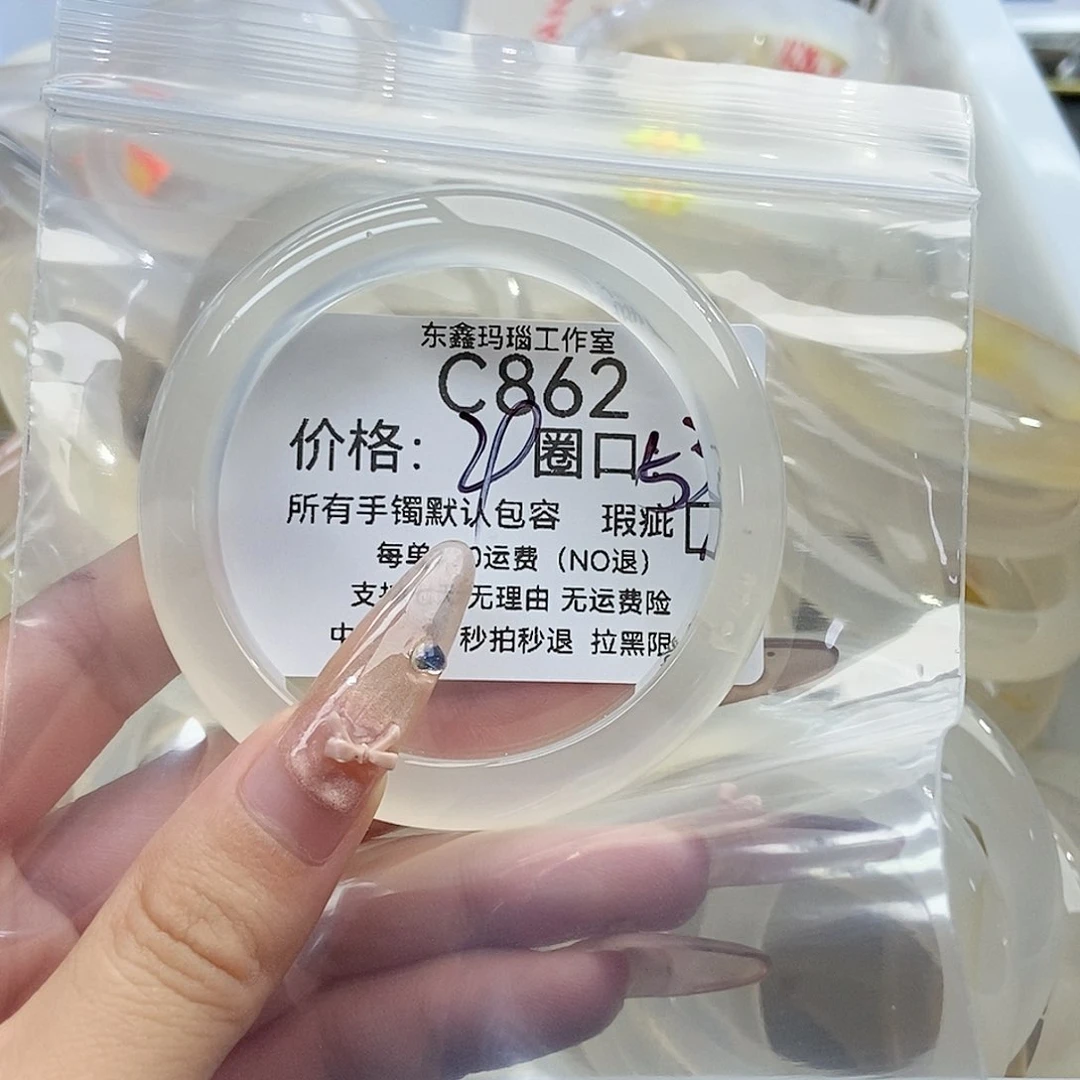 东鑫玛瑙工作室
C862
价格: 圈口
所有手镯默认包容 瑕疵
每单 0运费 (NO退)
无理由 无运费险
秒拍秒退 拉黑限